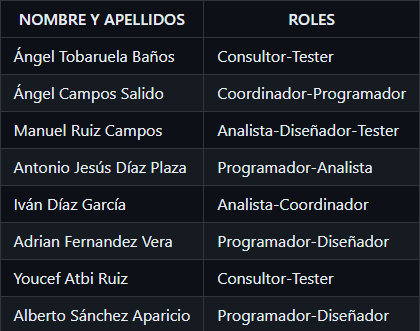 NOMBRE Y APELLIDOS ROLES
Ángel Tobaruela Baños Consultor-Tester
Ángel Campos Salido Coordinador-Programador
Manuel Ruiz Campos Analista-Diseñador-Tester
Antonio Jesús Díaz Plaza Programador-Analista
Iván Díaz García Analista-Coordinador
Adrian Fernandez Vera Programador-Diseñador
Youcef Atbi Ruiz Consultor-Tester
Alberto Sánchez Aparicio Programador-Diseñador